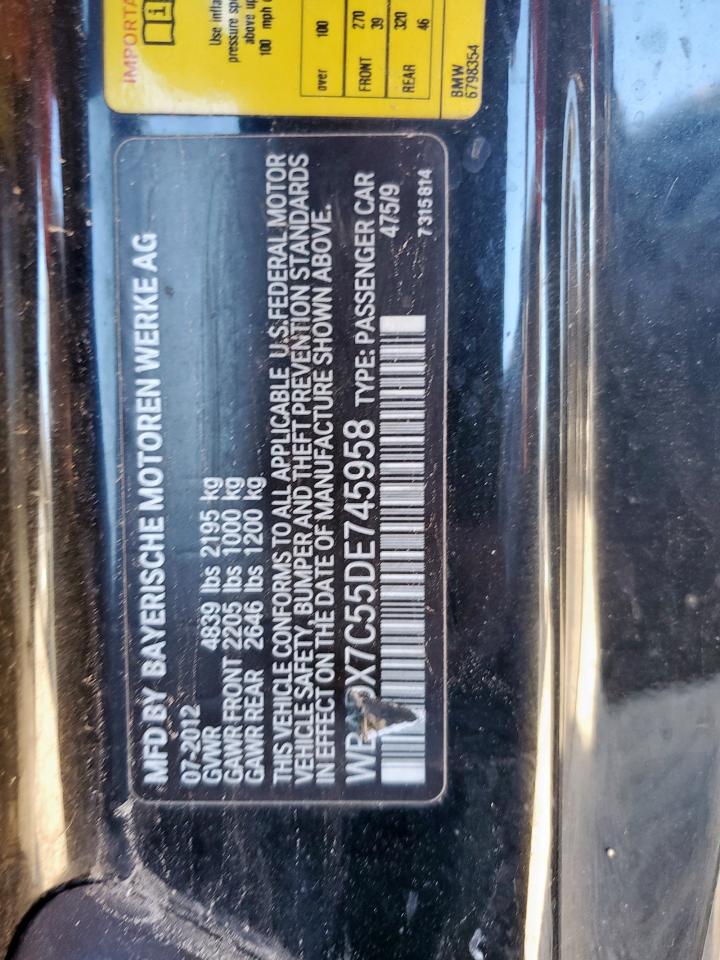 IMPORTA
Use infla
pressure sp
above up
100 mph o
over 100
FRONT 270 39
REAR 320 46
BMW
6798354
MFD BY BAYERISCHE MOTOREN WERKE AG
07-2012
GVWR 4839 lbs 2195 kg
GAWR FRONT 2205 lbs 1000 kg
GAWR REAR 2646 lbs 1200 kg
THIS VEHICLE CONFORMS TO ALL APPLICABLE U.S. FEDERAL MOTOR
VEHICLE SAFETY, BUMPER AND THEFT PREVENTION STANDARDS
IN EFFECT ON THE DATE OF MANUFACTURE SHOWN ABOVE.
TYPE: PASSENGER CAR
475/9
7 315 814